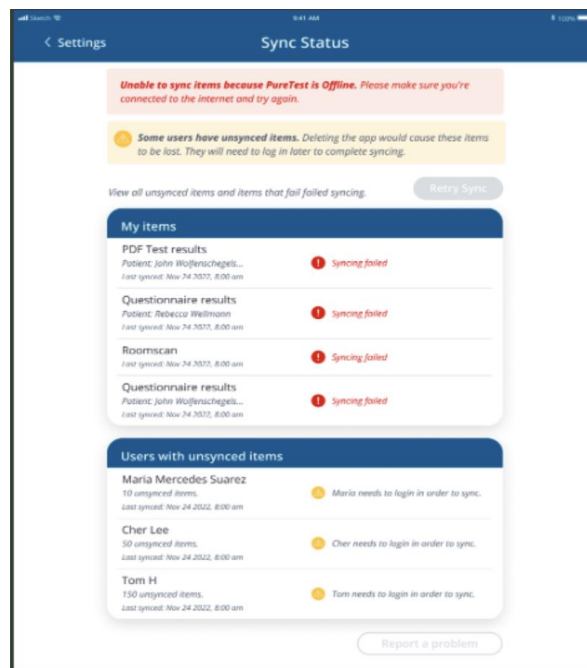 Sketch
9:41 AM
100%
Settings
Sync Status
Unable to sync items because PureTest is Offline. Please make sure you're
connected to the internet and try again.
Some users have unsynced items. Deleting the app would cause these items
to be lost. They will need to log in later to complete syncing.
View all unsynced items and items that fail failed syncing.
Retry Sync
My items
PDF Test results
Patient: John Wolfenschegels...
Last synced: Nov 24 2022, 8:00 am
Syncing failed
Questionnaire results
Patient: Rebecca Wellmann
Last synced: Nov 24 2022, 8:00 am
Syncing failed
Roomscan
Last synced: Nov 24 2022, 8:00 am
Syncing failed
Questionnaire results
Patient: John Wolfenschegels...
Last synced: Nov 24 2022, 8:00 am
Syncing failed
Users with unsynced items
Maria Mercedes Suarez
10 unsynced items.
Last synced: Nov 24 2022, 8:00 am
Maria needs to login in order to sync.
Cher Lee
50 unsynced items.
Last synced: Nov 24 2022, 8:00 am
Cher needs to login in order to sync.
Tom H
150 unsynced items.
Last synced: Nov 24 2022, 8:00 am
Tom needs to login in order to sync.
Report a problem